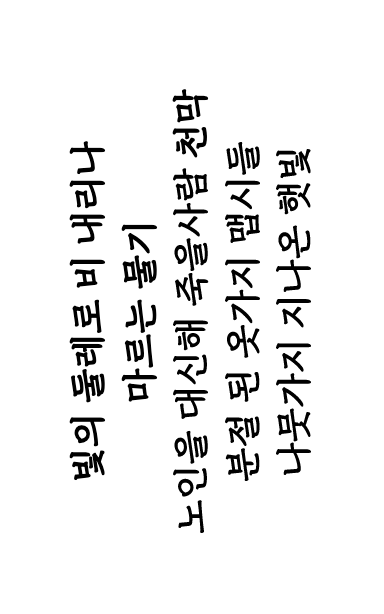 빛의 둘레로 비 내리나
마르는 물기
노인을 대신해 죽을사람 천막
분절 된 옷가지 맵시들
나뭇가지 지나온 햇빛